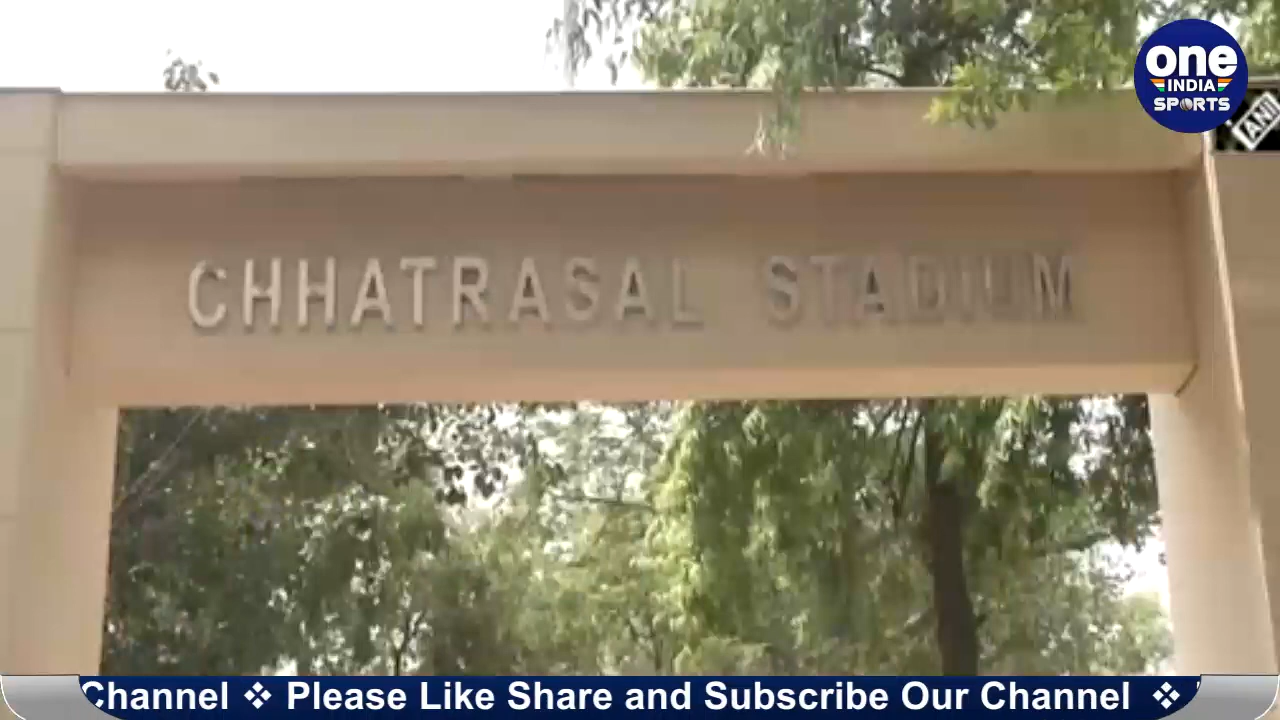 one
INDIA
SPORTS
ANI
CHHATRASAL STADIUM
Channel ❖ Please Like Share and Subscribe Our Channel ❖